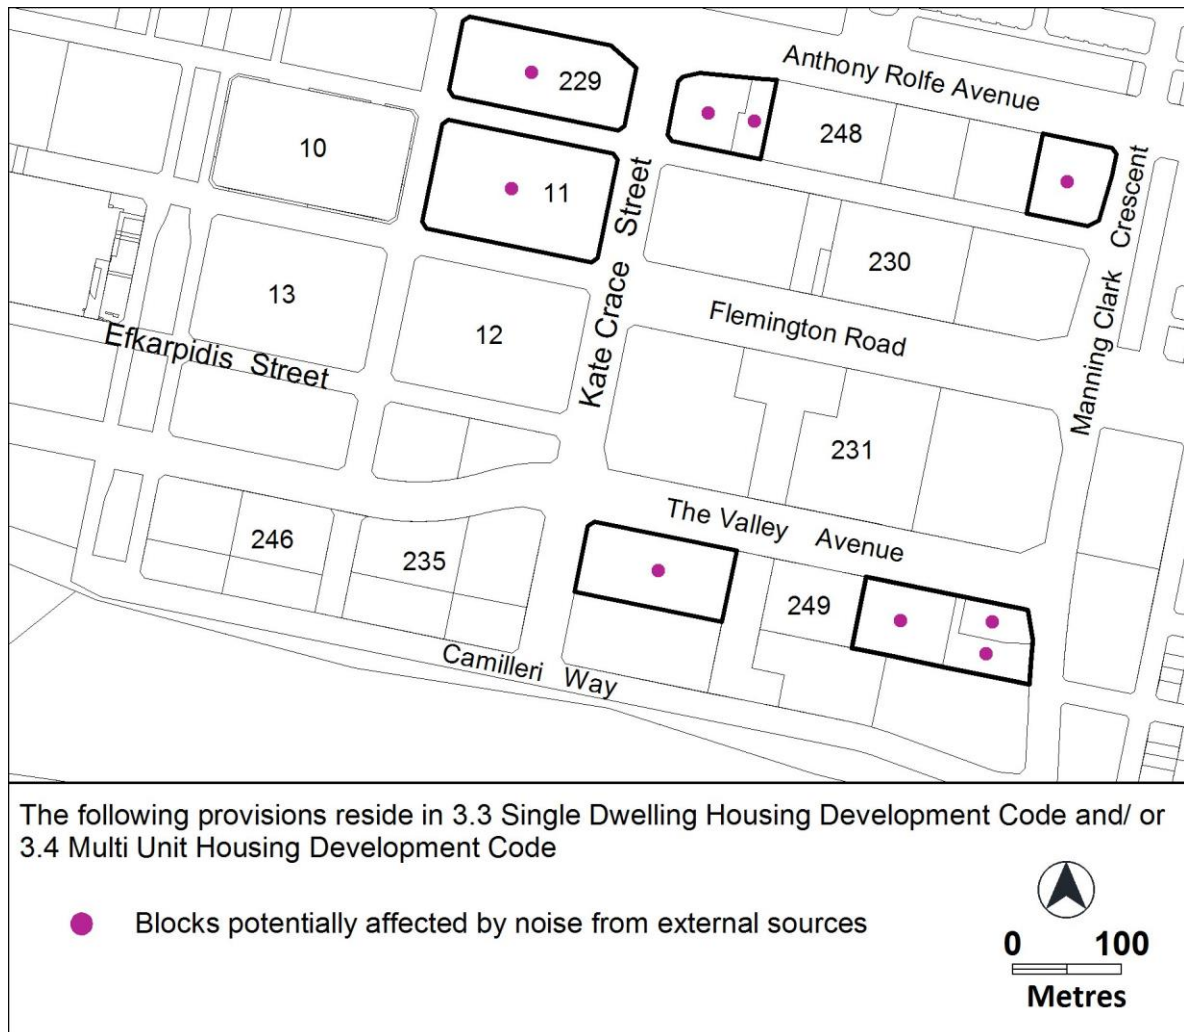 Anthony Rolfe Avenue
229
248
10
11
Kate Crace Street
Manning Clark Crescent
230
13
12
Flemington Road
Efkarpidis Street
231
The Valley Avenue
246
235
249
Camilleri Way
The following provisions reside in 3.3 Single Dwelling Housing Development Code and/ or
3.4 Multi Unit Housing Development Code
Blocks potentially affected by noise from external sources
0 100
Metres